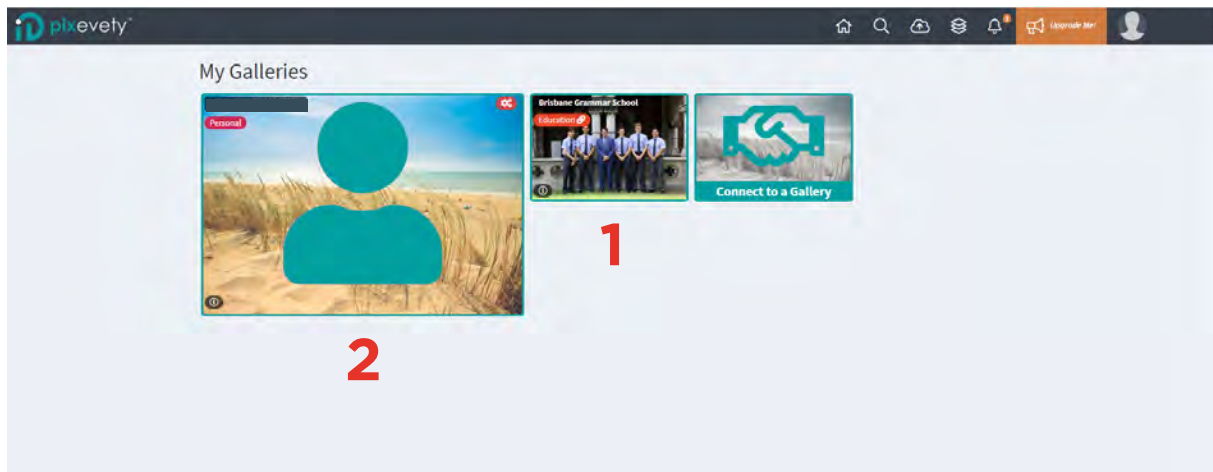 pixevety
Upgrade Me!
My Galleries
Personal
Brisbane Grammar School
Education
Connect to a Gallery
1
2